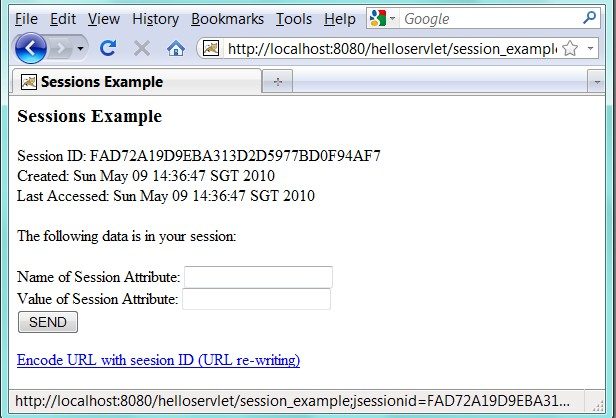 File Edit View History Bookmarks Tools Help Google
http://localhost:8080/helloservlet/session_example
Sessions Example
Sessions Example
Session ID: FAD72A19D9EBA313D2D5977BD0F94AF7
Created: Sun May 09 14:36:47 SGT 2010
Last Accessed: Sun May 09 14:36:47 SGT 2010
The following data is in your session:
Name of Session Attribute:
Value of Session Attribute:
SEND
Encode URL with seesion ID (URL re-writing)
http://localhost:8080/helloservlet/session_example;jsessionid=FAD72A19D9EBA31...